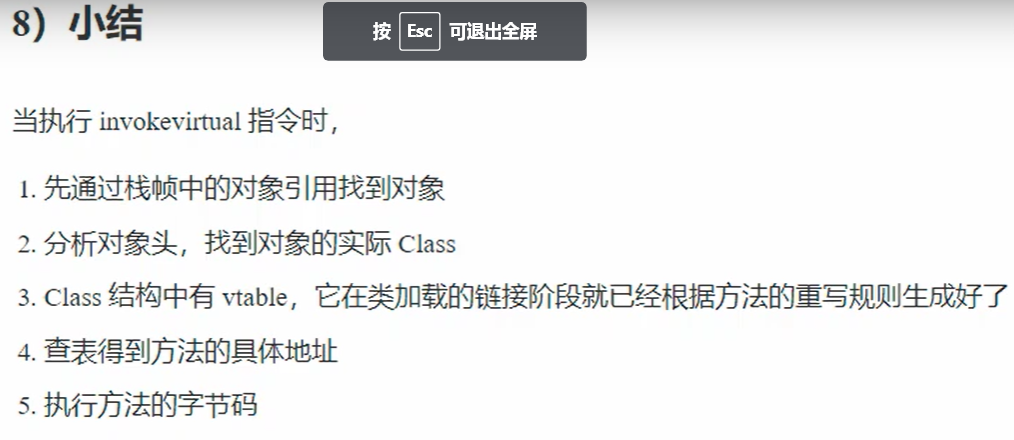 8）小结
按 Esc 可退出全屏
当执行 invokevirtual 指令时，
1. 先通过栈帧中的对象引用找到对象
2. 分析对象头，找到对象的实际 Class
3. Class 结构中有 vtable，它在类加载的链接阶段就已经根据方法的重写规则生成好了
4. 查表得到方法的具体地址
5. 执行方法的字节码